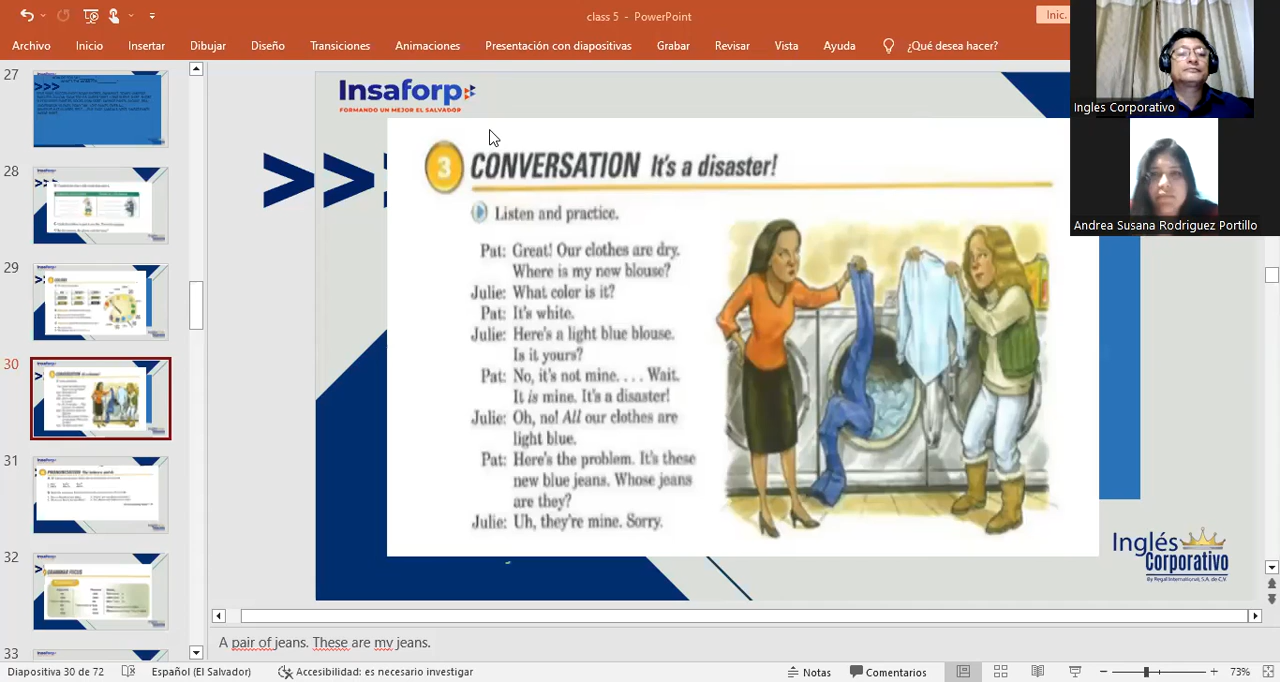 class 5 - PowerPoint
Inic.
Archivo Inicio Insertar Dibujar Diseño Transiciones Animaciones Presentación con diapositivas Grabar Revisar Vista Ayuda ¿Qué desea hacer?
Ingles Corporativo
Andrea Susana Rodriguez Portillo
27
28
29
30
31
32
33
Insaforp
FORMANDO UN MEJOR EL SALVADOR
3 CONVERSATION It's a disaster!
Listen and practice.
Pat: Great! Our clothes are dry.
Where is my new blouse?
Julie: What color is it?
Pat: It's white.
Julie: Here's a light blue blouse.
Is it yours?
Pat: No, it's not mine. . . . Wait.
It is mine. It's a disaster!
Julie: Oh, no! All our clothes are
light blue.
Pat: Here's the problem. It's these
new blue jeans. Whose jeans
are they?
Julie: Uh, they're mine. Sorry.
Inglés
Corporativo
By Regal International, S.A. de C.V.
A pair of jeans. These are my jeans.
Diapositiva 30 de 72 Español (El Salvador) Accesibilidad: es necesario investigar Notas Comentarios 73%